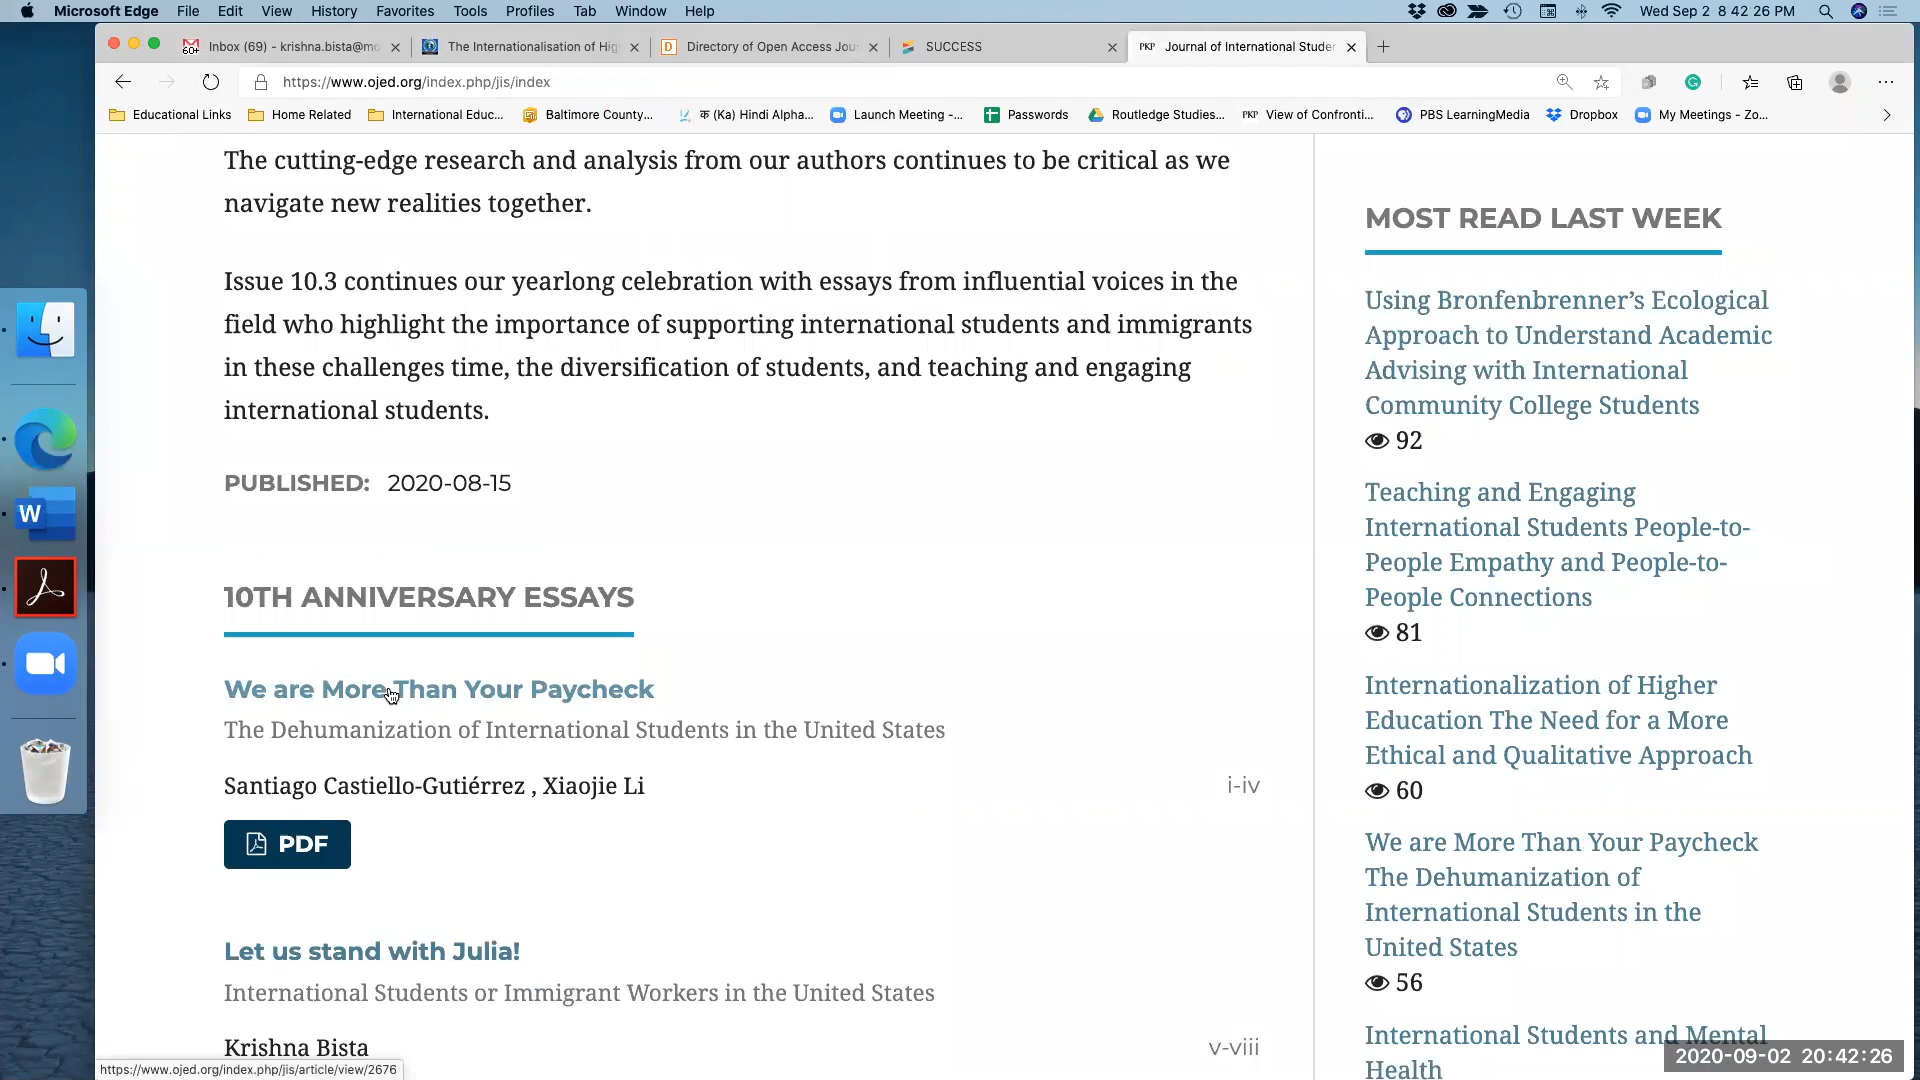 Microsoft Edge File Edit View History Favorites Tools Profiles Tab Window Help Wed Sep 2 8 42 26 PM
60+ Inbox (69) - krishna.bista@mo The Internationalisation of Hig Directory of Open Access Jou SUCCESS PKP Journal of International Studen
https://www.ojed.org/index.php/jis/index
Educational Links Home Related International Educ... Baltimore County... क (Ka) Hindi Alpha... Launch Meeting -... Passwords Routledge Studies... PKP View of Confronti... PBS LearningMedia Dropbox My Meetings - Zo...
The cutting-edge research and analysis from our authors continues to be critical as we
navigate new realities together.
Issue 10.3 continues our yearlong celebration with essays from influential voices in the
field who highlight the importance of supporting international students and immigrants
in these challenges time, the diversification of students, and teaching and engaging
international students.
PUBLISHED: 2020-08-15
10TH ANNIVERSARY ESSAYS
We are More Than Your Paycheck
The Dehumanization of International Students in the United States
Santiago Castiello-Gutiérrez , Xiaojie Li i-iv
PDF
Let us stand with Julia!
International Students or Immigrant Workers in the United States
Krishna Bista v-viii
https://www.ojed.org/index.php/jis/article/view/2676
MOST READ LAST WEEK
Using Bronfenbrenner’s Ecological
Approach to Understand Academic
Advising with International
Community College Students
92
Teaching and Engaging
International Students People-to-
People Empathy and People-to-
People Connections
81
Internationalization of Higher
Education The Need for a More
Ethical and Qualitative Approach
60
We are More Than Your Paycheck
The Dehumanization of
International Students in the
United States
56
International Students and Mental
Health
2020-09-02 20:42:26
W